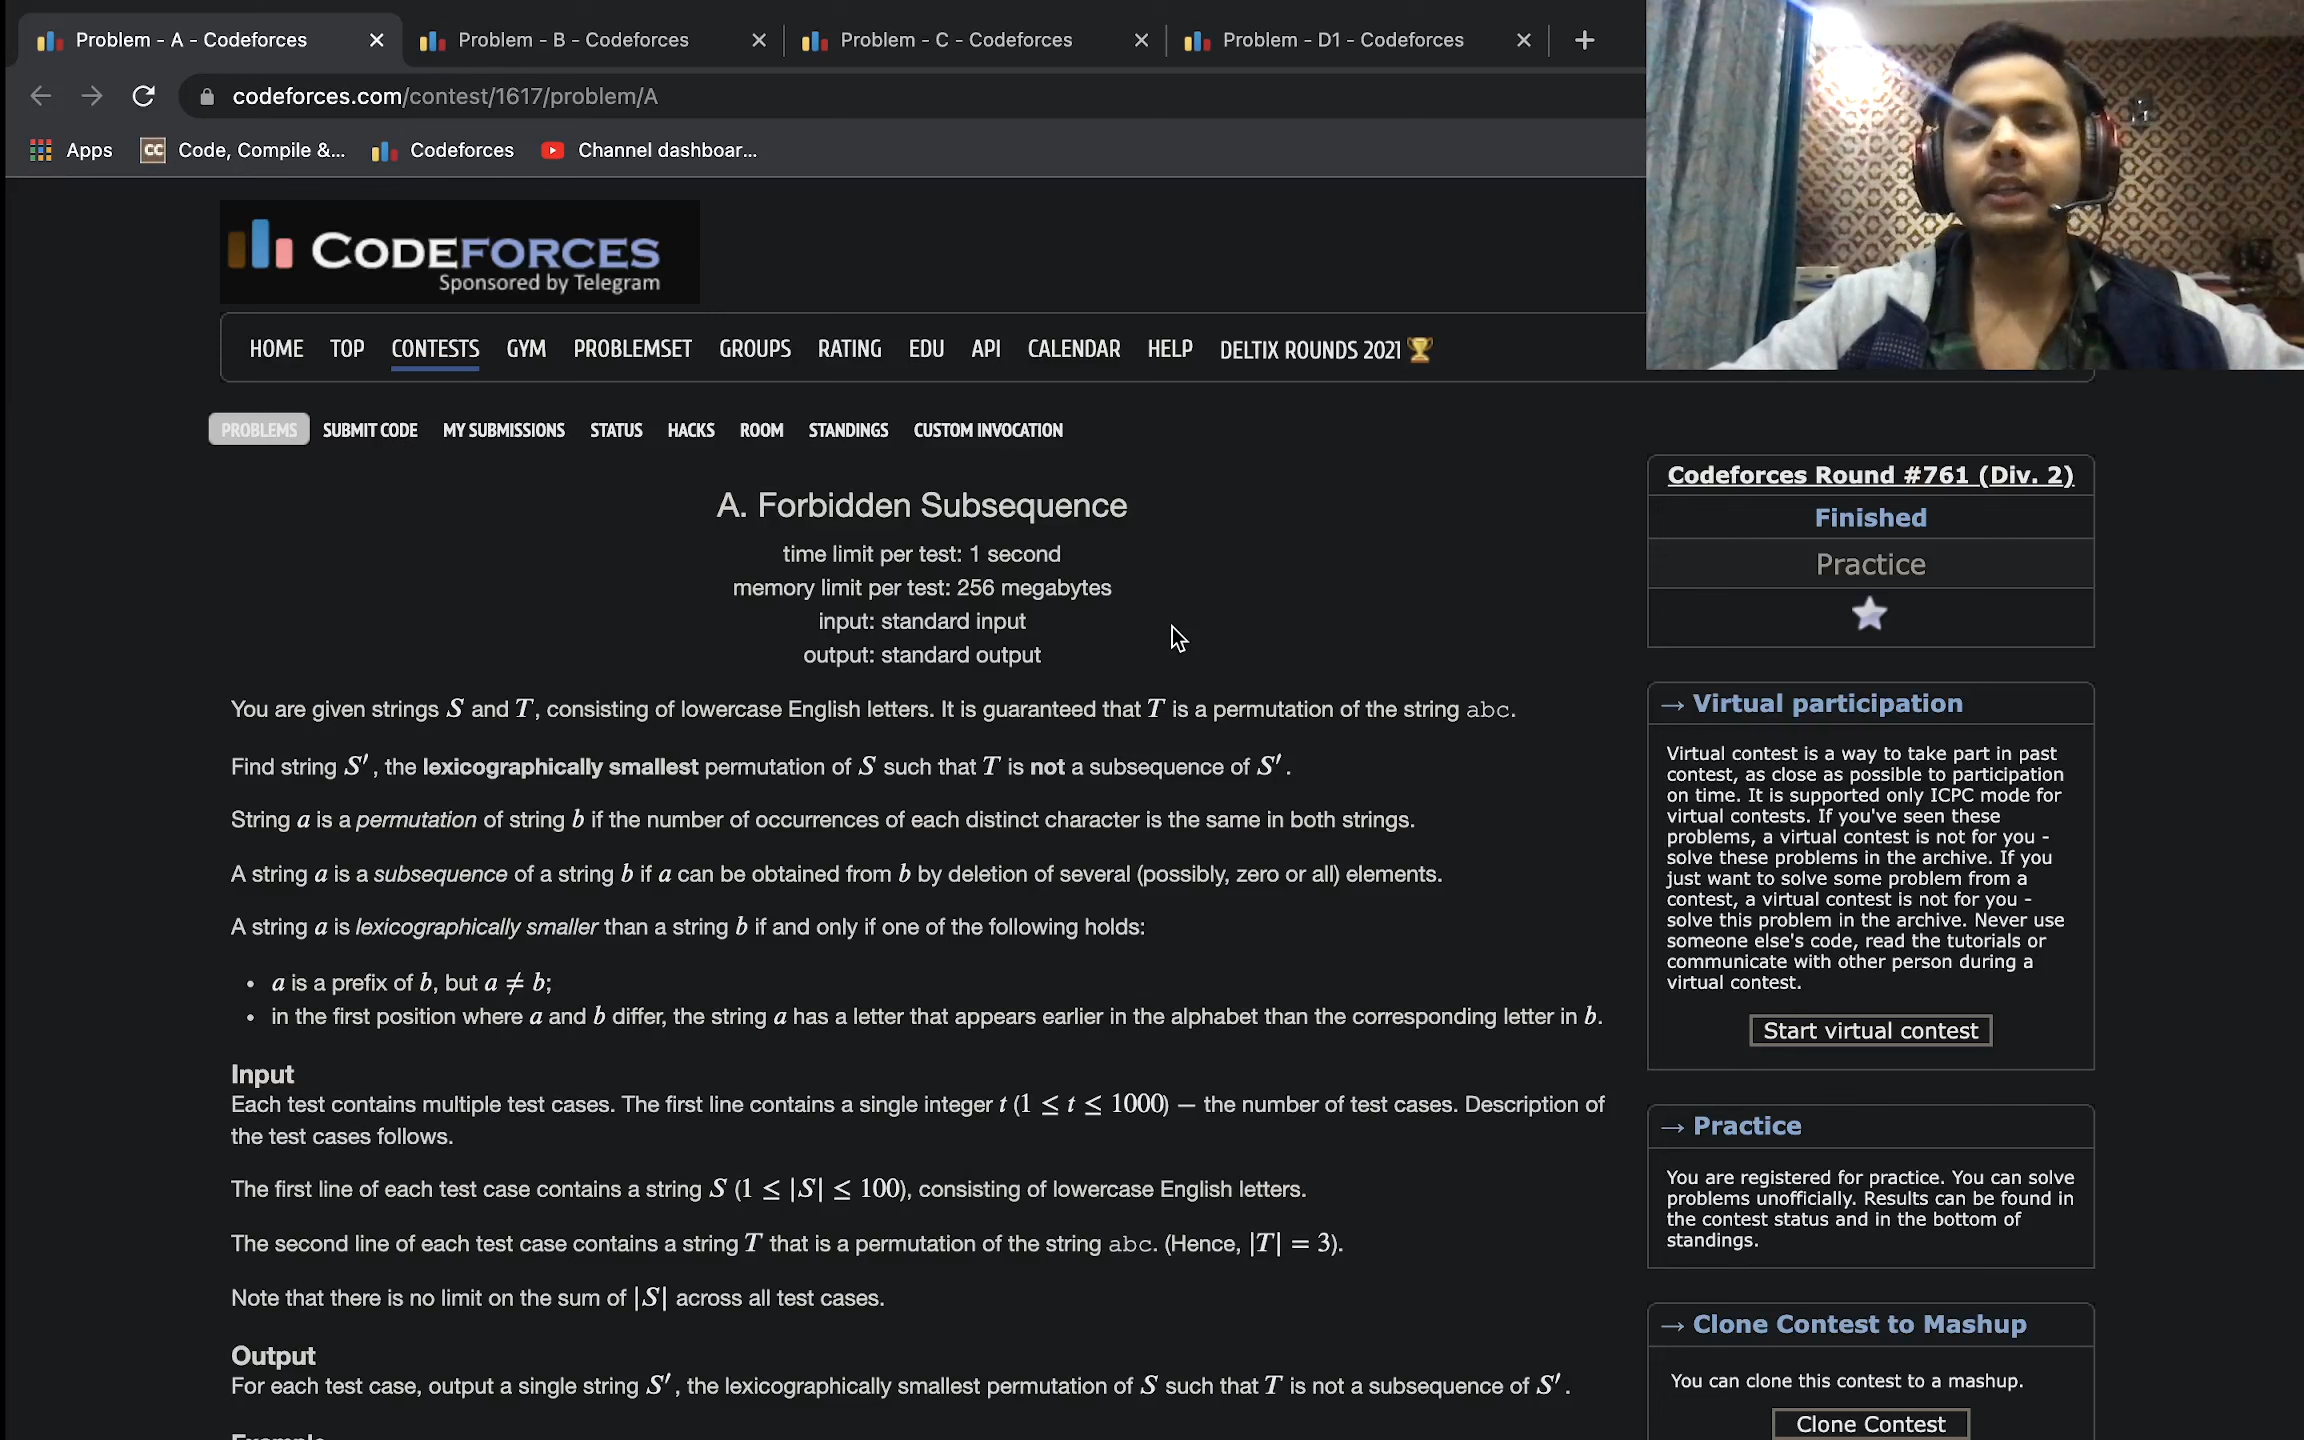 Problem - A - Codeforces
Problem - B - Codeforces
Problem - C - Codeforces
Problem - D1 - Codeforces
codeforces.com/contest/1617/problem/A
Apps
CC
Code, Compile &...
Codeforces
Channel dashboar...
CODEFORCES
Sponsored by Telegram
HOME TOP CONTESTS GYM PROBLEMSET GROUPS RATING EDU API CALENDAR HELP DELTIX ROUNDS 2021
PROBLEMS SUBMIT CODE MY SUBMISSIONS STATUS HACKS ROOM STANDINGS CUSTOM INVOCATION
A. Forbidden Subsequence
time limit per test: 1 second
memory limit per test: 256 megabytes
input: standard input
output: standard output
You are given strings S and T, consisting of lowercase English letters. It is guaranteed that T is a permutation of the string abc.
Find string S′, the lexicographically smallest permutation of S such that T is not a subsequence of S′.
String a is a permutation of string b if the number of occurrences of each distinct character is the same in both strings.
A string a is a subsequence of a string b if a can be obtained from b by deletion of several (possibly, zero or all) elements.
A string a is lexicographically smaller than a string b if and only if one of the following holds:
• a is a prefix of b, but a ≠ b;
• in the first position where a and b differ, the string a has a letter that appears earlier in the alphabet than the corresponding letter in b.
Input
Each test contains multiple test cases. The first line contains a single integer t (1 ≤ t ≤ 1000) — the number of test cases. Description of
the test cases follows.
The first line of each test case contains a string S (1 ≤ |S| ≤ 100), consisting of lowercase English letters.
The second line of each test case contains a string T that is a permutation of the string abc. (Hence, |T| = 3).
Note that there is no limit on the sum of |S| across all test cases.
Output
For each test case, output a single string S′, the lexicographically smallest permutation of S such that T is not a subsequence of S′.
Codeforces Round #761 (Div. 2)
Finished
Practice
→ Virtual participation
Virtual contest is a way to take part in past
contest, as close as possible to participation
on time. It is supported only ICPC mode for
virtual contests. If you've seen these
problems, a virtual contest is not for you -
solve these problems in the archive. If you
just want to solve some problem from a
contest, a virtual contest is not for you -
solve this problem in the archive. Never use
someone else's code, read the tutorials or
communicate with other person during a
virtual contest.
Start virtual contest
→ Practice
You are registered for practice. You can solve
problems unofficially. Results can be found in
the contest status and in the bottom of
standings.
→ Clone Contest to Mashup
You can clone this contest to a mashup.
Clone Contest